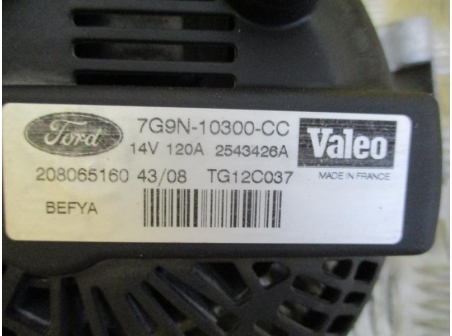 Ford 7G9N-10300-CC Valeo
14V 120A 2543426A
208065160 43/08 TG12C037 MADE IN FRANCE
BEFYA